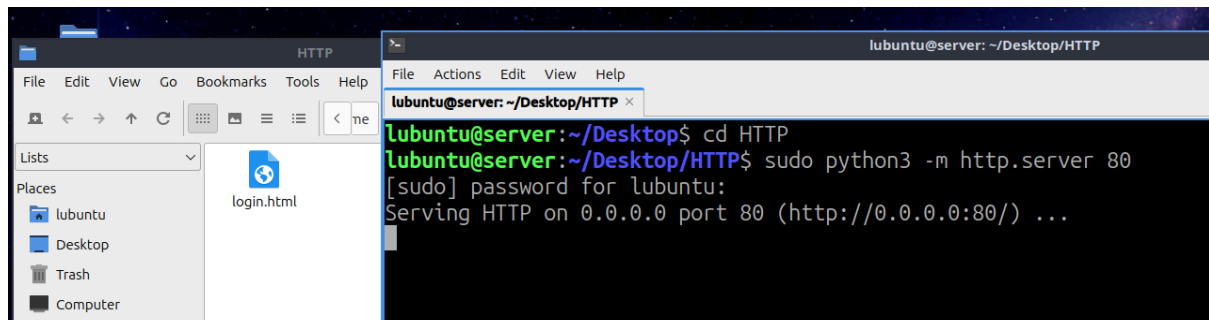 HTTP
File Edit View Go Bookmarks Tools Help
me
Lists
Places
lubuntu
Desktop
Trash
Computer
login.html
lubuntu@server: ~/Desktop/HTTP
File Actions Edit View Help
lubuntu@server: ~/Desktop/HTTP ×
lubuntu@server:~/Desktop$ cd HTTP
lubuntu@server:~/Desktop/HTTP$ sudo python3 -m http.server 80
[sudo] password for lubuntu:
Serving HTTP on 0.0.0.0 port 80 (http://0.0.0.0:80/) ...